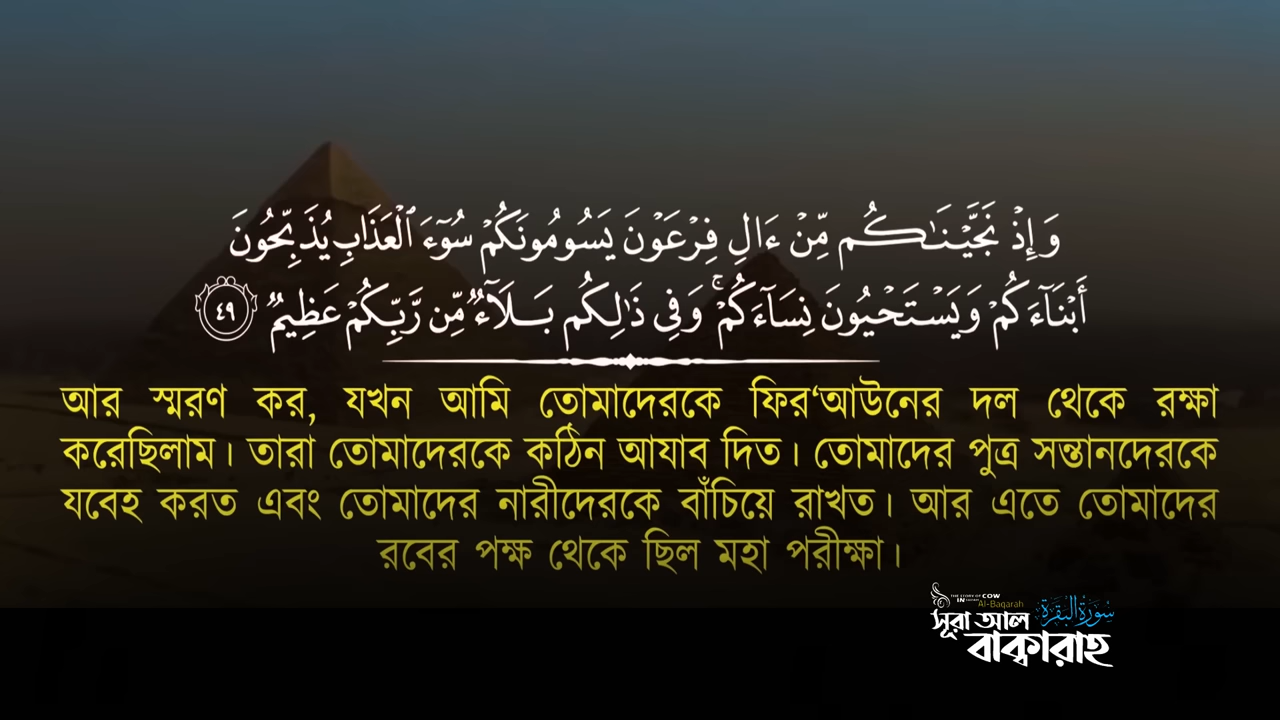 وَإِذْ نَجَّيْنَٰكُم مِّنْ ءَالِ فِرْعَوْنَ يَسُومُونَكُمْ سُوٓءَ ٱلْعَذَابِ يُذَبِّحُونَ
أَبْنَآءَكُمْ وَيَسْتَحْيُونَ نِسَآءَكُمْ ۚ وَفِى ذَٰلِكُم بَلَآءٌ مِّن رَّبِّكُمْ عَظِيمٌ ٤٩
আর স্মরণ কর, যখন আমি তোমাদেরকে ফির‘আউনের দল থেকে রক্ষা
করেছিলাম। তারা তোমাদেরকে কঠিন আযাব দিত। তোমাদের পুত্র সন্তানদেরকে
যবেহ করত এবং তোমাদের নারীদেরকে বাঁচিয়ে রাখত। আর এতে তোমাদের
রবের পক্ষ থেকে ছিল মহা পরীক্ষা।
THE STORY OF COW
IN Al-Baqarah
সূরা আল سورة البقرة
বাক্বারাহ